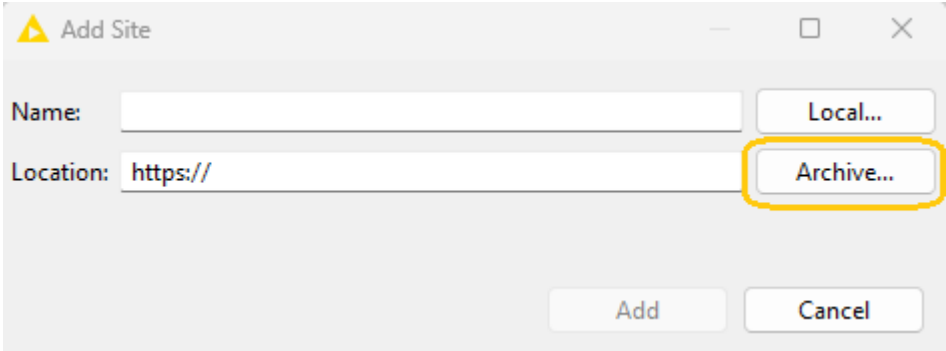 Add Site
Name:
Local...
Location: https://
Archive...
Add
Cancel